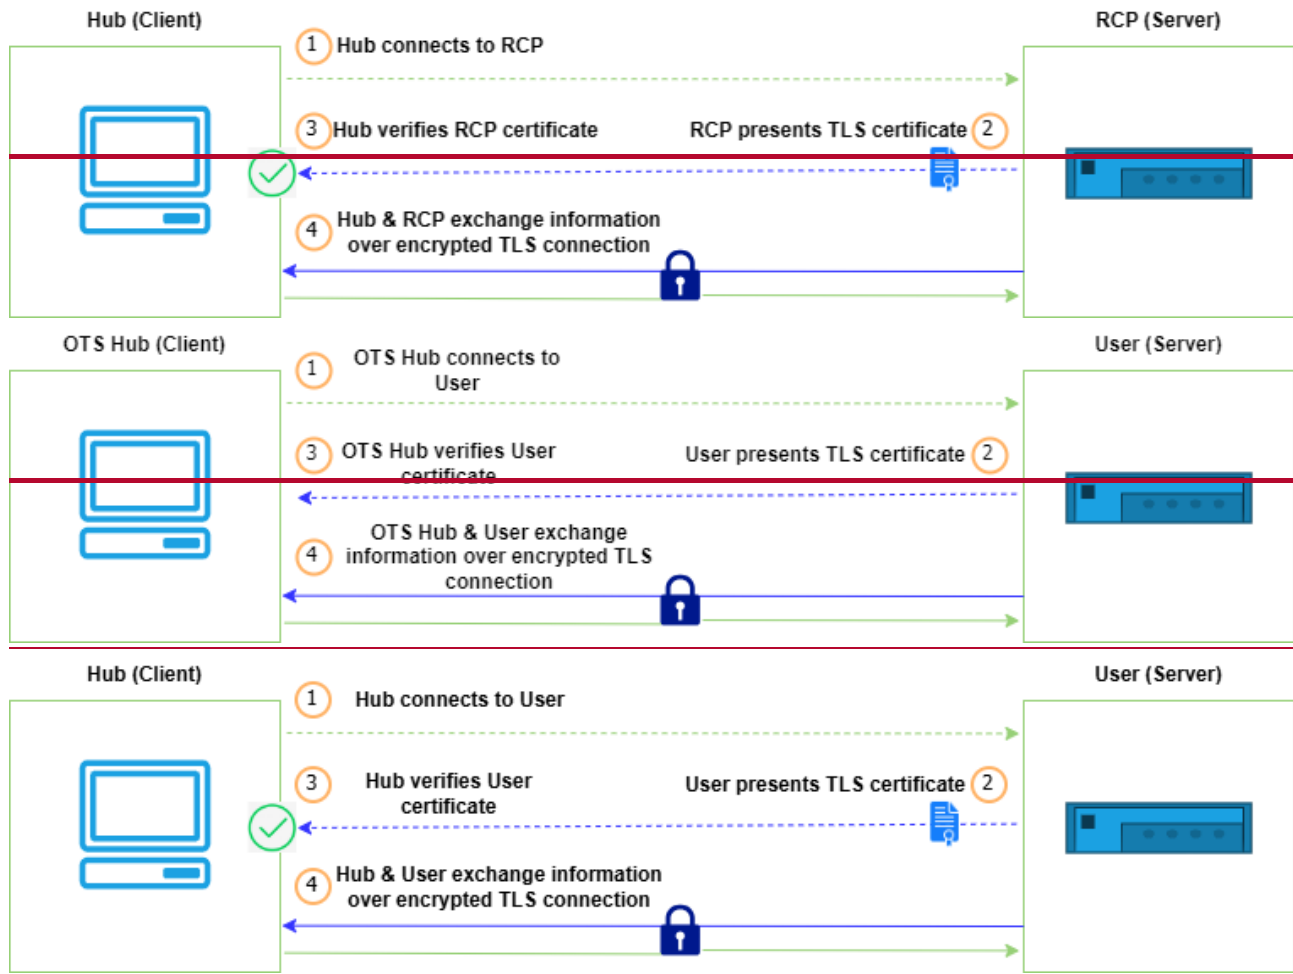 Hub (Client)
RCP (Server)
1 Hub connects to RCP
3 Hub verifies RCP certificate
RCP presents TLS certificate 2
4 Hub & RCP exchange information
over encrypted TLS connection
OTS Hub (Client)
User (Server)
1 OTS Hub connects to
User
3 OTS Hub verifies User
certificate
User presents TLS certificate 2
OTS Hub & User exchange
4 information over encrypted TLS
connection
Hub (Client)
User (Server)
1 Hub connects to User
3 Hub verifies User
certificate
User presents TLS certificate 2
4 Hub & User exchange information
over encrypted TLS connection